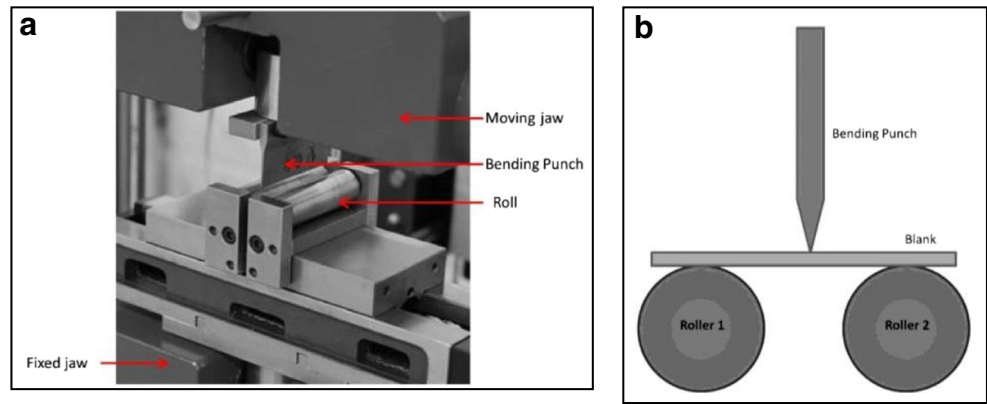 a
Moving jaw
Bending Punch
Roll
Fixed jaw
b
Bending Punch
Blank
Roller 1
Roller 2